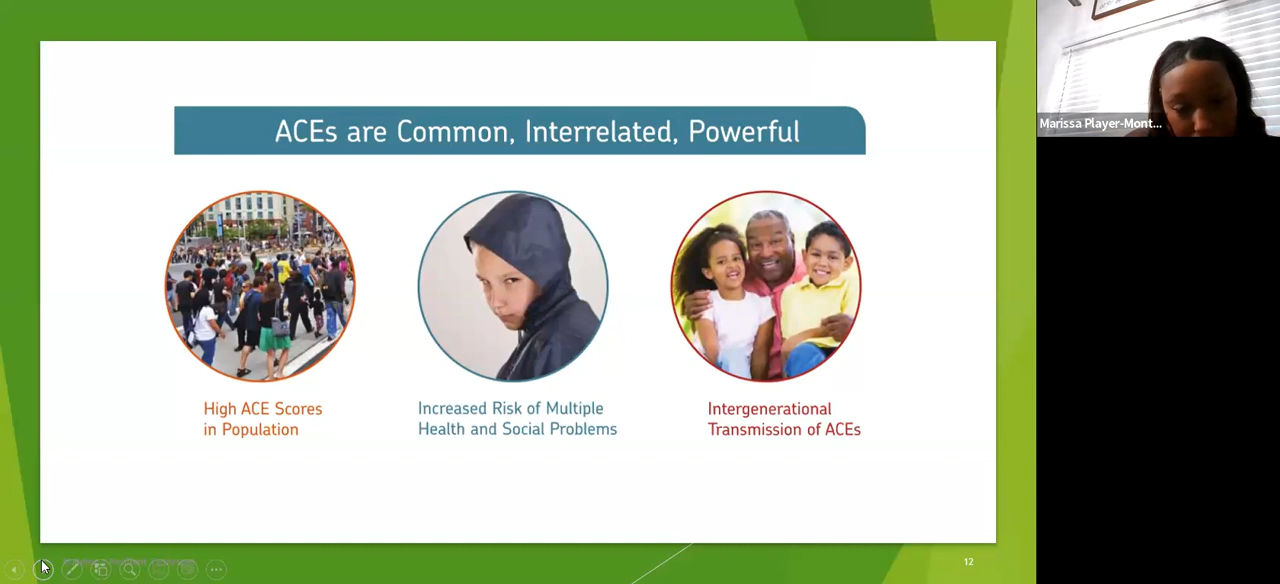 ACEs are Common, Interrelated, Powerful
High ACE Scores
in Population
Increased Risk of Multiple
Health and Social Problems
Intergenerational
Transmission of ACEs
12
Marissa Player-Mont...